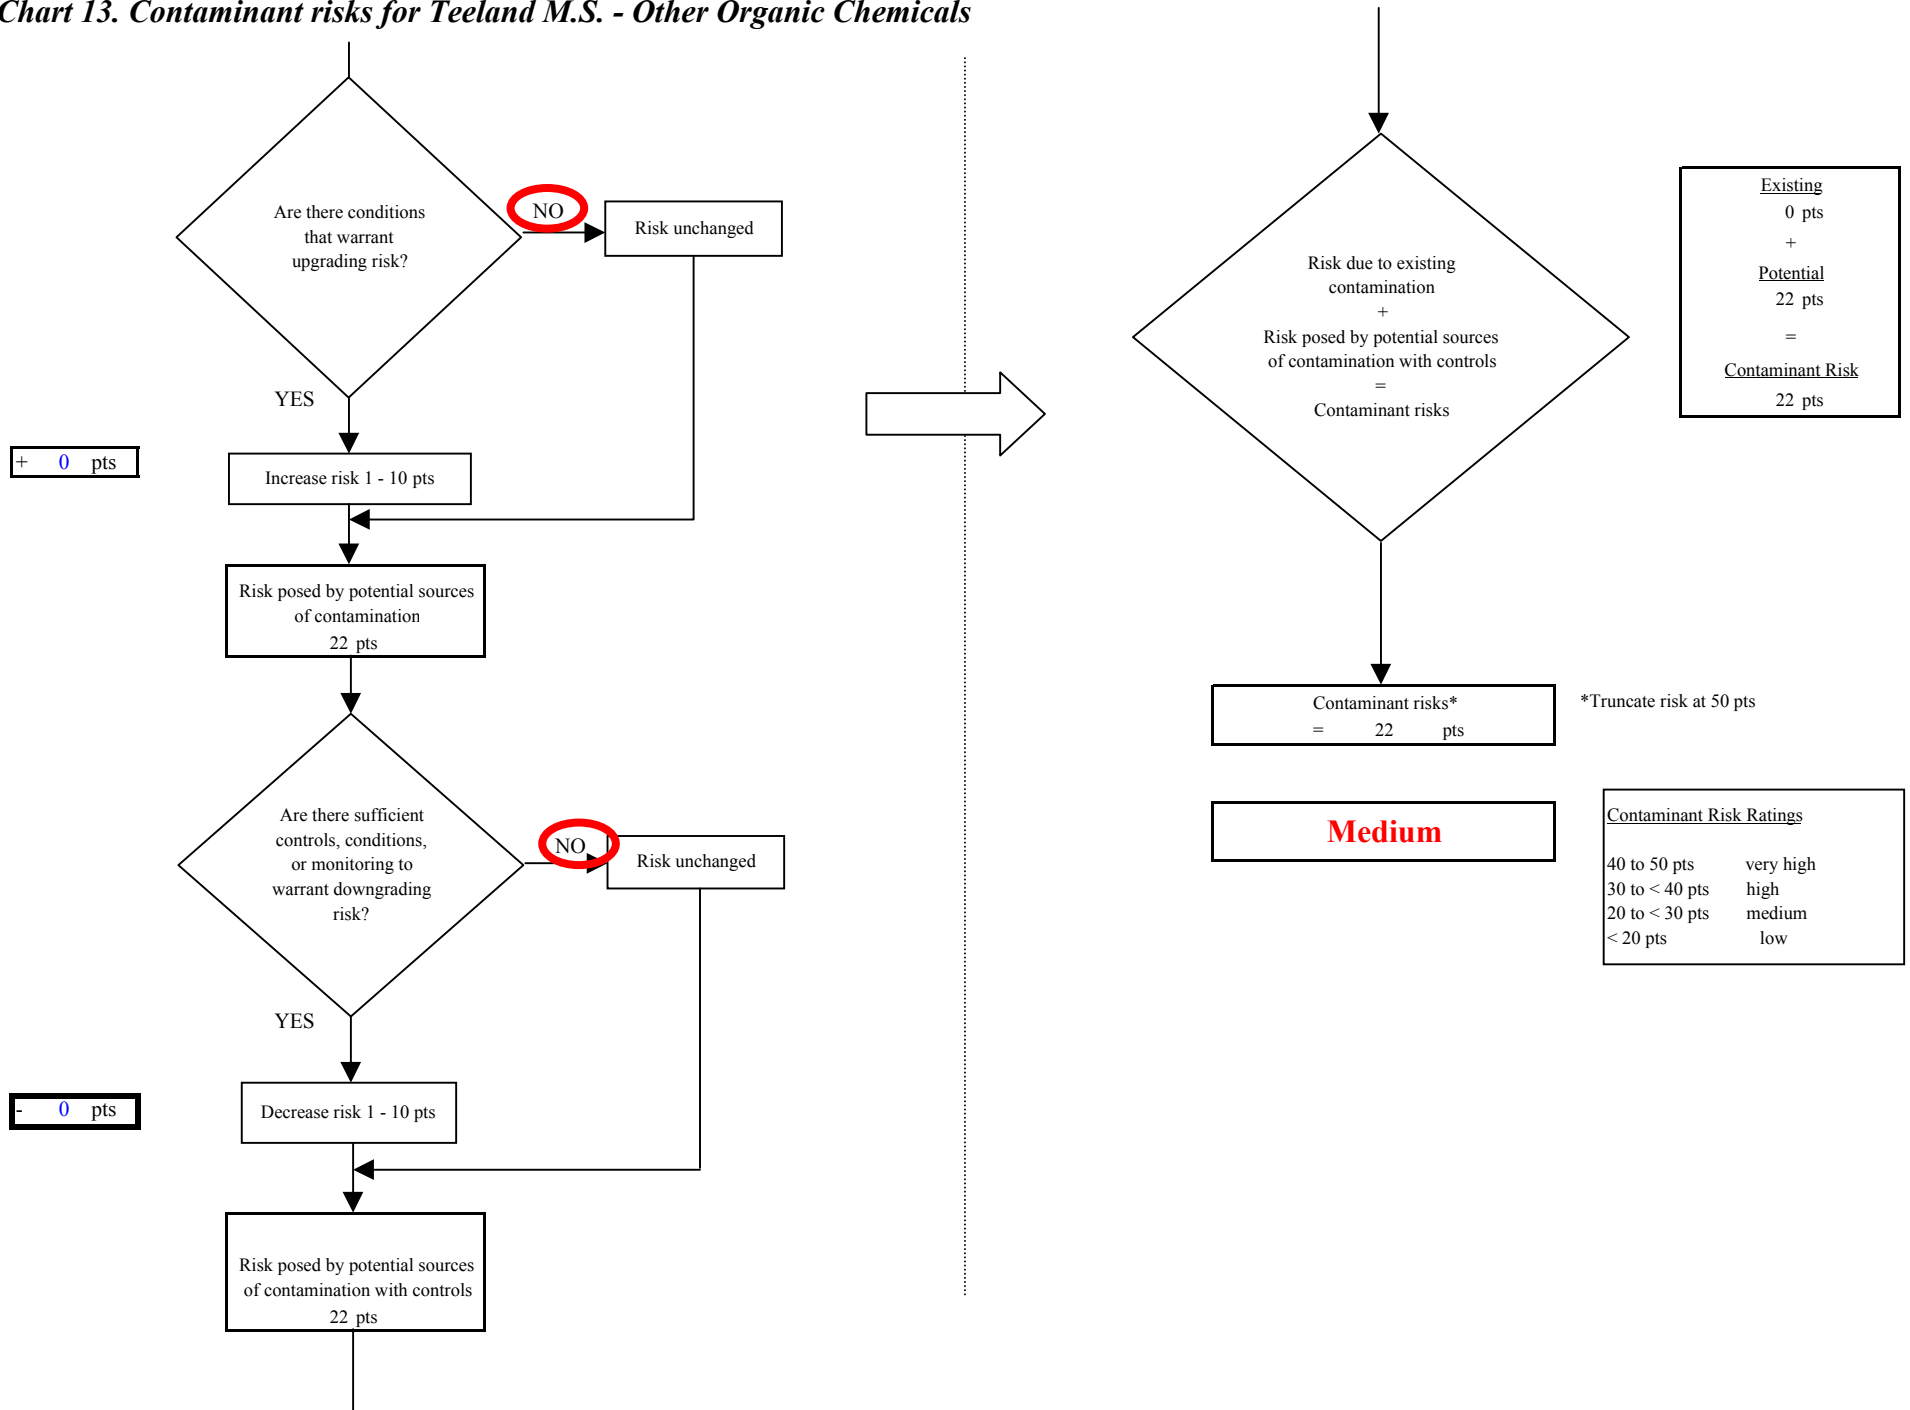 Chart 13. Contaminant risks for Teeland M.S. - Other Organic Chemicals
Are there conditions
that warrant
upgrading risk?
NO
Risk unchanged
YES
+ 0 pts
Increase risk 1 - 10 pts
Risk posed by potential sources
of contamination
22 pts
Are there sufficient
controls, conditions,
or monitoring to
warrant downgrading
risk?
NO
Risk unchanged
YES
- 0 pts
Decrease risk 1 - 10 pts
Risk posed by potential sources
of contamination with controls
22 pts
Risk due to existing
contamination
+
Risk posed by potential sources
of contamination with controls
=
Contaminant risks
Existing
0 pts
+
Potential
22 pts
=
Contaminant Risk
22 pts
Contaminant risks*
= 22 pts
*Truncate risk at 50 pts
Medium
Contaminant Risk Ratings
40 to 50 pts very high
30 to < 40 pts high
20 to < 30 pts medium
< 20 pts low